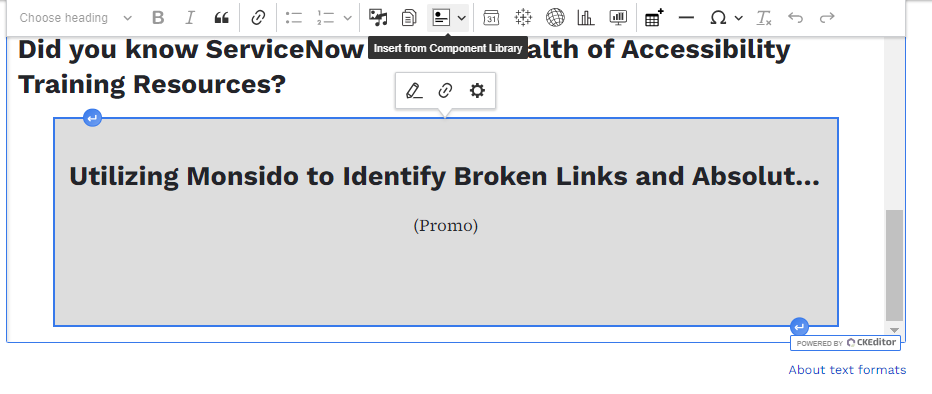 Choose heading
Did you know ServiceNow alth of Accessibility
Insert from Component Library
Training Resources?
Utilizing Monsido to Identify Broken Links and Absolut...
(Promo)
POWERED BY CKEditor
About text formats